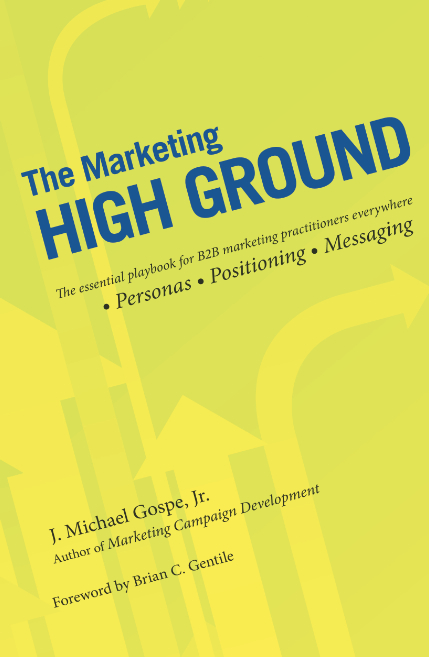 The Marketing
HIGH GROUND
The essential playbook for B2B marketing practitioners everywhere
• Personas • Positioning • Messaging
J. Michael Gospe, Jr.
Author of Marketing Campaign Development
Foreword by Brian C. Gentile